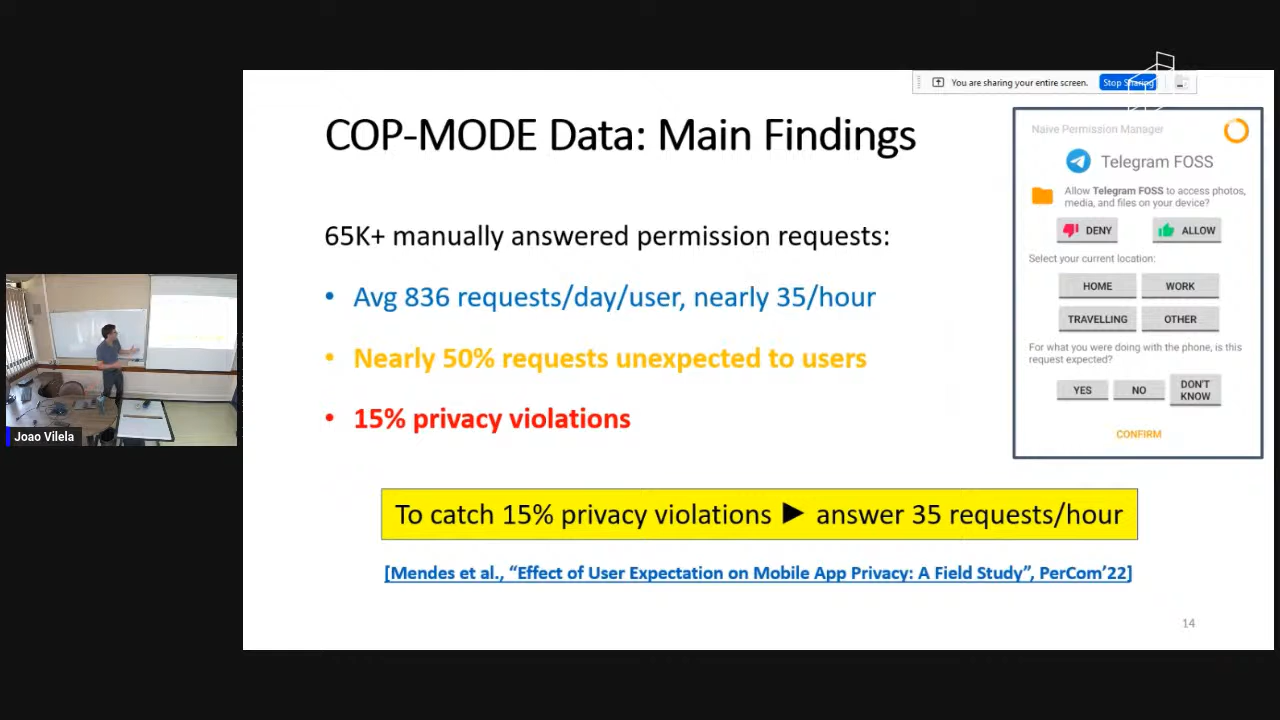 You are sharing your entire screen.
Stop Sharing
COP-MODE Data: Main Findings
65K+ manually answered permission requests:
• Avg 836 requests/day/user, nearly 35/hour
• Nearly 50% requests unexpected to users
• 15% privacy violations
To catch 15% privacy violations ► answer 35 requests/hour
[Mendes et al., “Effect of User Expectation on Mobile App Privacy: A Field Study”, PerCom’22]
14
Naive Permission Manager
Telegram FOSS
Allow Telegram FOSS to access photos,
media, and files on your device?
DENY
ALLOW
Select your current location:
HOME
WORK
TRAVELLING
OTHER
For what you were doing with the phone, is this
request expected?
YES
NO
DON'T
KNOW
CONFIRM
Joao Vilela